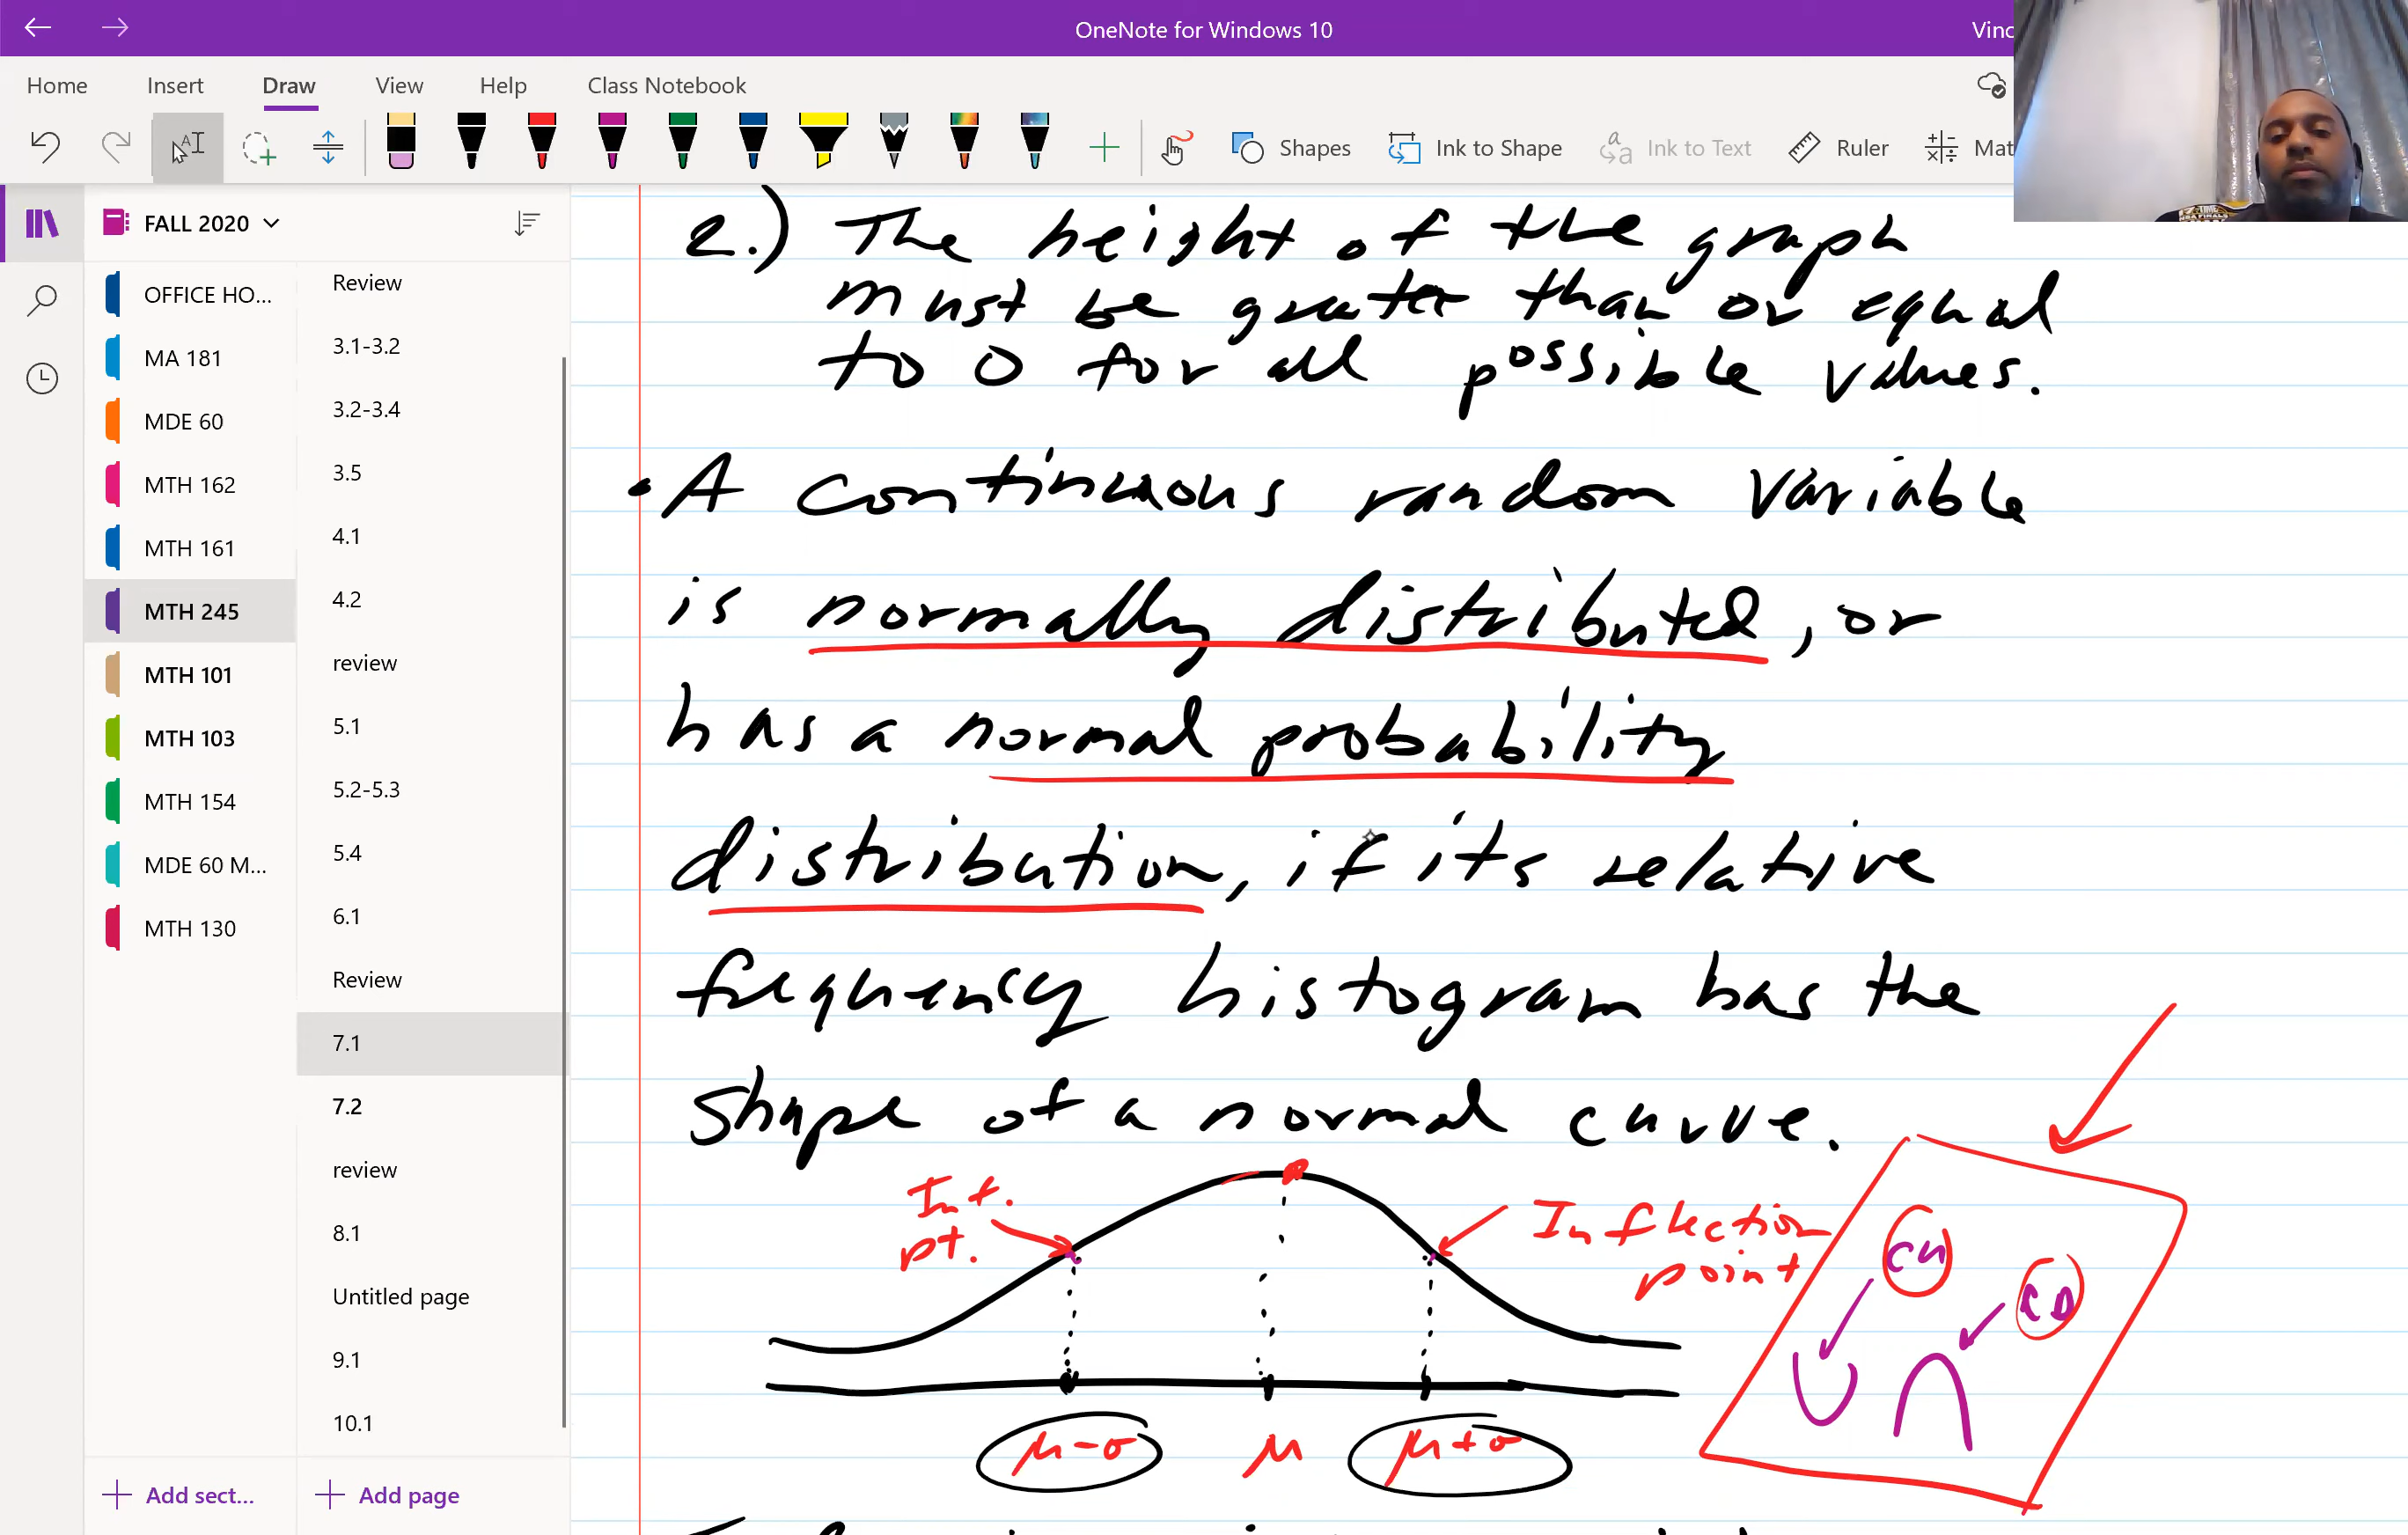 OneNote for Windows 10
Vinc
Home Insert Draw View Help Class Notebook
Shapes Ink to Shape Ink to Text Ruler Mat
FALL 2020
OFFICE HO...
MA 181
MDE 60
MTH 162
MTH 161
MTH 245
MTH 101
MTH 103
MTH 154
MDE 60 M...
MTH 130
Add sect...
Review
3.1-3.2
3.2-3.4
3.5
4.1
4.2
review
5.1
5.2-5.3
5.4
6.1
Review
7.1
7.2
review
8.1
Untitled page
9.1
10.1
Add page
2.) The height of the graph
must be greater than or equal
to 0 for all possible values.
• A continuous random variable
is normally distributed, or
has a normal probability
distribution, if its relative
frequency histogram has the
shape of a normal curve.
Inf.
pt.
Inflection
point
CU
CD
μ-σ μ μ+σ